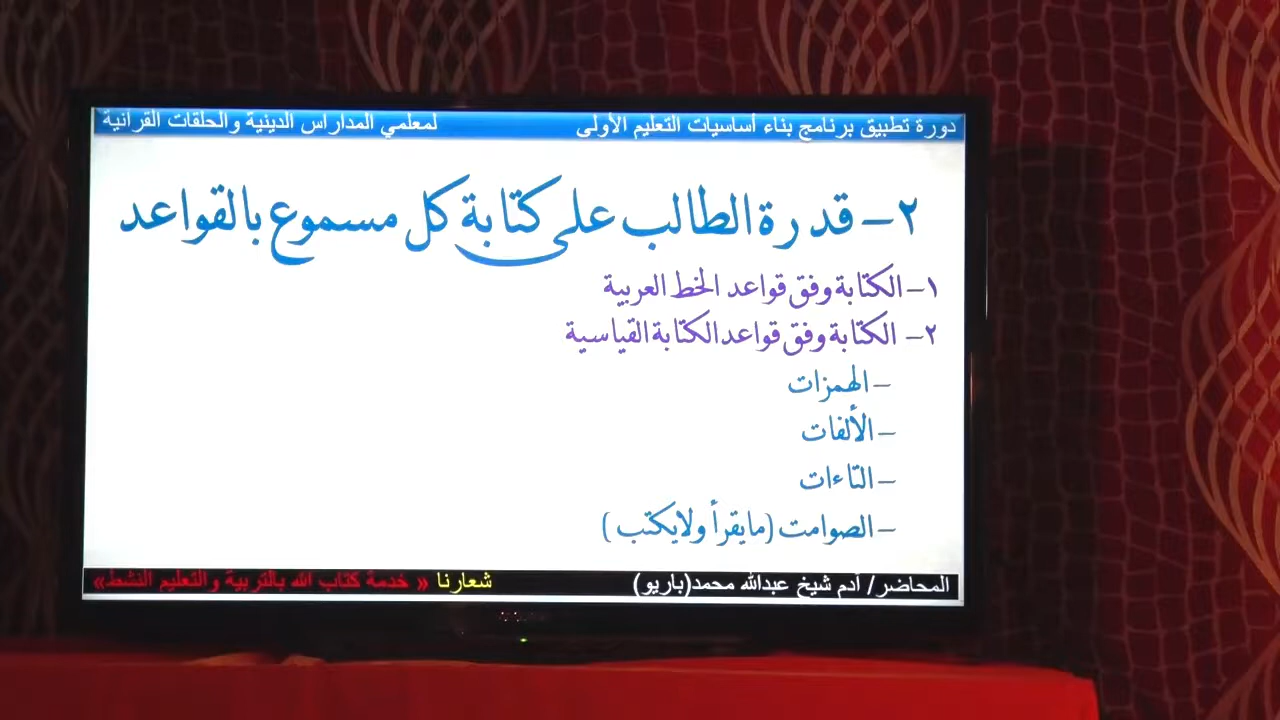 دورة تطبيق برنامج بناء أساسيات التعليم الأولى لمعلمي المداراس الدينية والحلقات القرانية
٢- قدرة الطالب على كتابة كل مسموع بالقواعد
١- الكتابة وفق قواعد الخط العربية
٢- الكتابة وفق قواعد الكتابة القياسية
- الهمزات
- الألفات
- التاءات
- الصوامت (مايقرأ ولايكتب )
المحاضر/ آدم شيخ عبدالله محمد(باريو) شعارنا « خدمة كتاب الله بالتربية والتعليم النشط»